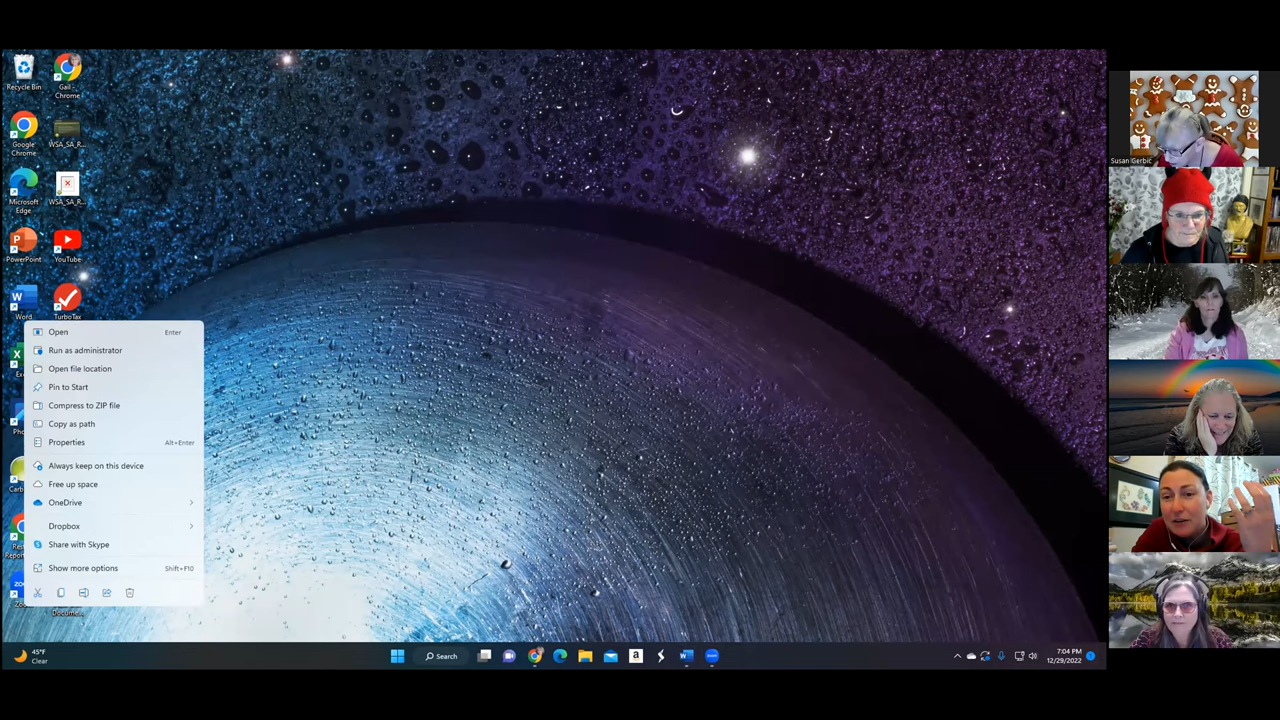 Recycle Bin
Gail -
Chrome
Google
Chrome
WSA_SA_R...
Microsoft
Edge
WSA_SA_R...
PowerPoint
YouTube
Word
TurboTax
Open Enter
Run as administrator
Open file location
Pin to Start
Compress to ZIP file
Copy as path
Properties Alt+Enter
Always keep on this device
Free up space
OneDrive
Dropbox
Share with Skype
Show more options Shift+F10
Docume...
45°F
Clear
Search
7:04 PM
12/29/2022
Susan Gerbic